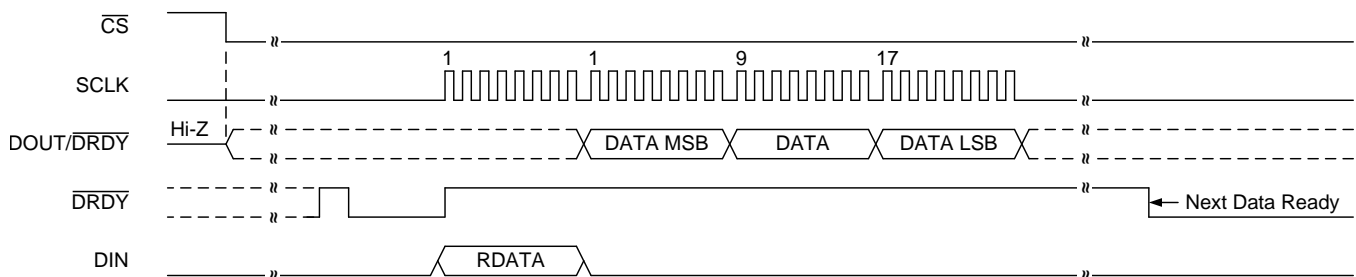 CS
SCLK 1 1 9 17
Hi-Z
DOUT/DRDY DATA MSB DATA DATA LSB
DRDY Next Data Ready
DIN RDATA